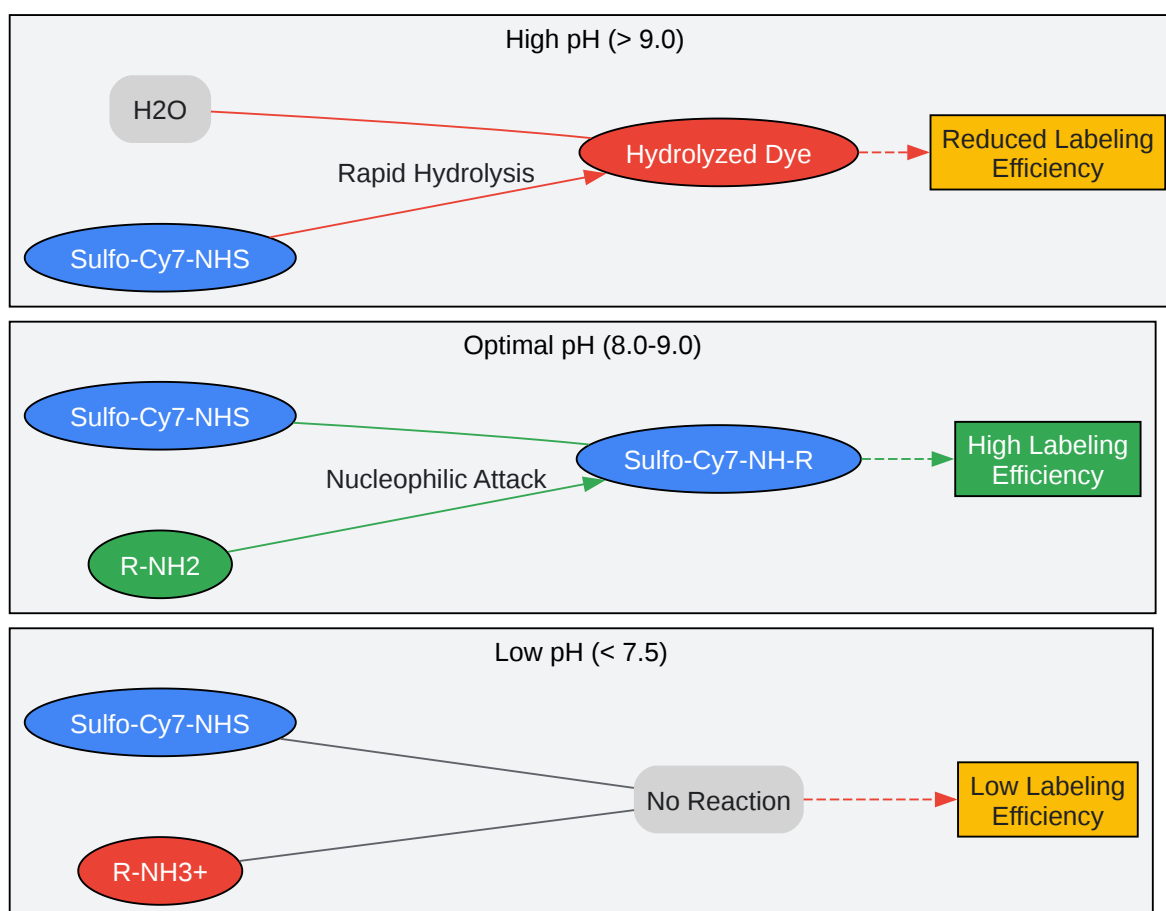 High pH (> 9.0)
H2O
Hydrolyzed Dye
Reduced Labeling
Efficiency
Rapid Hydrolysis
Sulfo-Cy7-NHS
Optimal pH (8.0-9.0)
Sulfo-Cy7-NHS
Sulfo-Cy7-NH-R
High Labeling
Efficiency
Nucleophilic Attack
R-NH2
Low pH (< 7.5)
Sulfo-Cy7-NHS
No Reaction
Low Labeling
Efficiency
R-NH3+